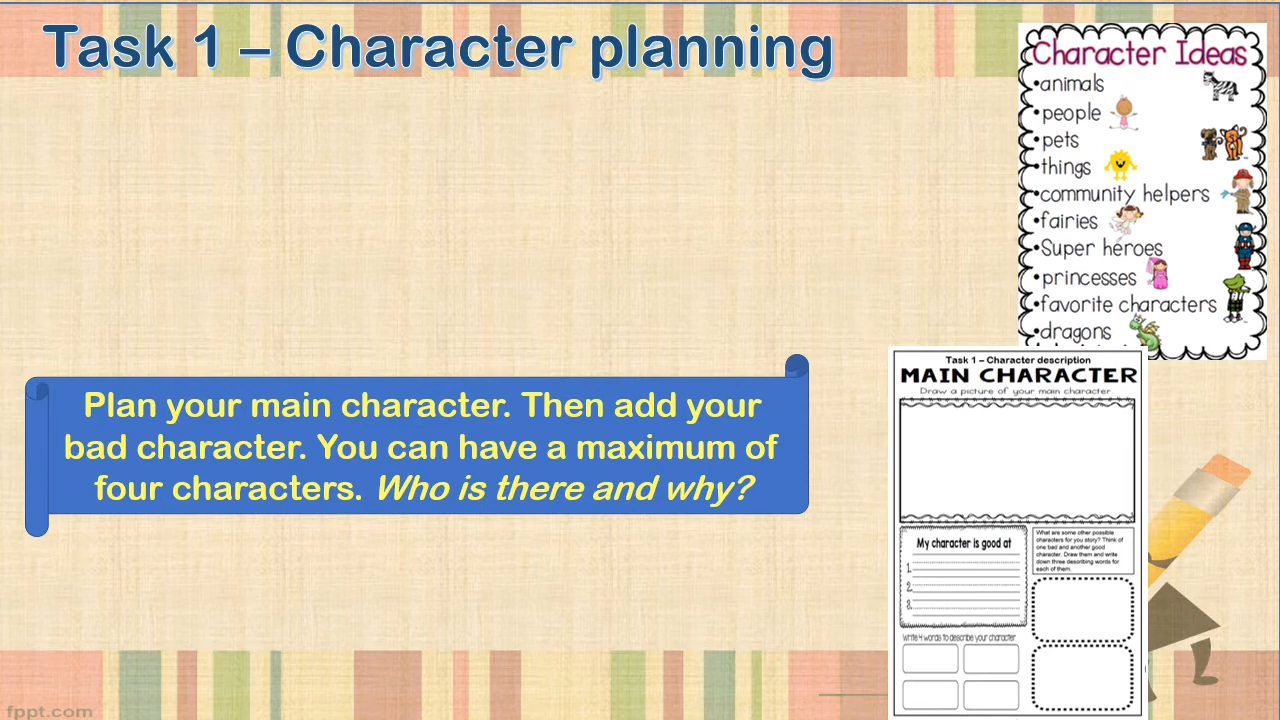 Task 1 – Character planning
Character Ideas
•animals
•people
•pets
•things
•community helpers
•fairies
•Super heroes
•princesses
•favorite characters
•dragons
Plan your main character. Then add your
bad character. You can have a maximum of
four characters. Who is there and why?
Task 1 – Character description
MAIN CHARACTER
Draw a picture of your main character
My character is good at
1.
2.
3.
What are some other possible
characters for you story? Think of
one bad and another good
character. Draw them and write
down three describing words for
each of them.
Write 4 words to describe your character.
fppt.com